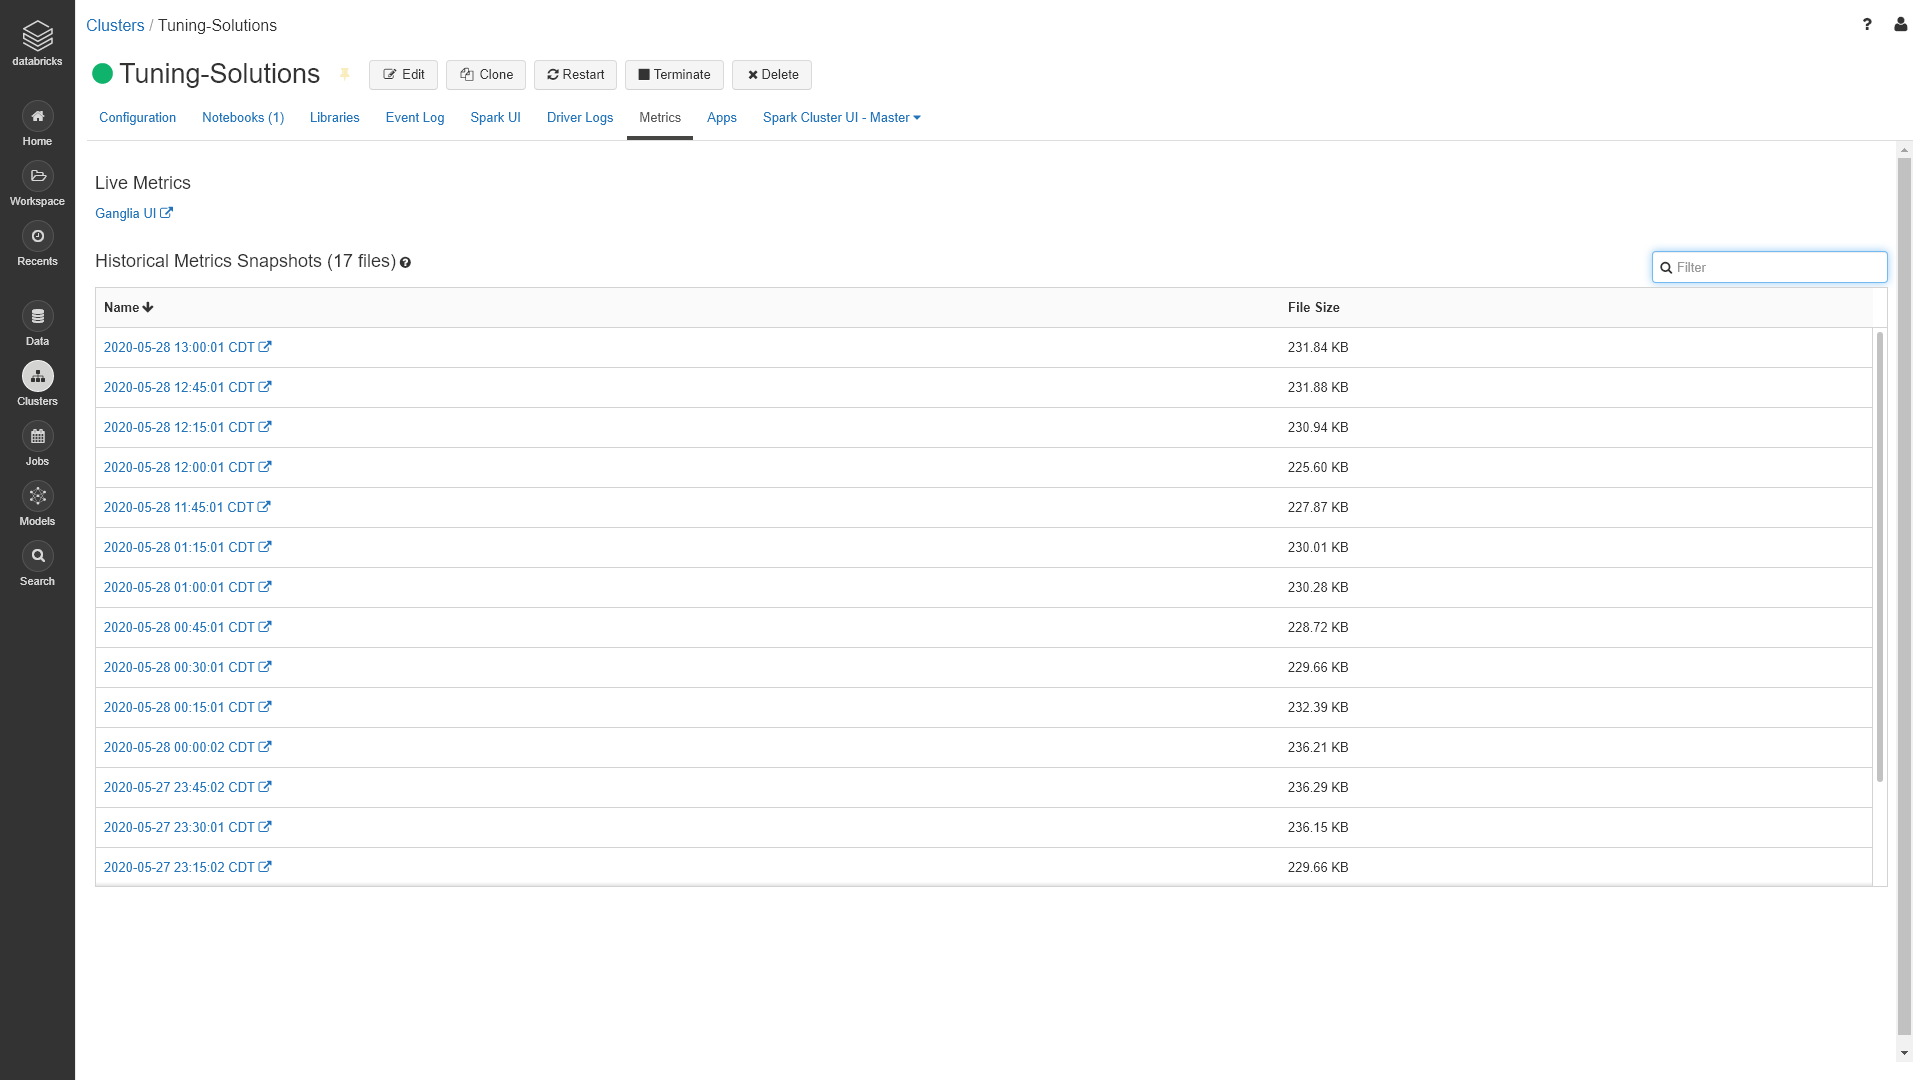 Clusters / Tuning-Solutions
?
databricks
Tuning-Solutions Edit Clone Restart Terminate Delete
Configuration Notebooks (1) Libraries Event Log Spark UI Driver Logs Metrics Apps Spark Cluster UI - Master
Home
Workspace
Recents
Data
Clusters
Jobs
Models
Search
Live Metrics
Ganglia UI
Historical Metrics Snapshots (17 files) ?
Filter
Name File Size
2020-05-28 13:00:01 CDT 231.84 KB
2020-05-28 12:45:01 CDT 231.88 KB
2020-05-28 12:15:01 CDT 230.94 KB
2020-05-28 12:00:01 CDT 225.60 KB
2020-05-28 11:45:01 CDT 227.87 KB
2020-05-28 01:15:01 CDT 230.01 KB
2020-05-28 01:00:01 CDT 230.28 KB
2020-05-28 00:45:01 CDT 228.72 KB
2020-05-28 00:30:01 CDT 229.66 KB
2020-05-28 00:15:01 CDT 232.39 KB
2020-05-28 00:00:02 CDT 236.21 KB
2020-05-27 23:45:02 CDT 236.29 KB
2020-05-27 23:30:01 CDT 236.15 KB
2020-05-27 23:15:02 CDT 229.66 KB